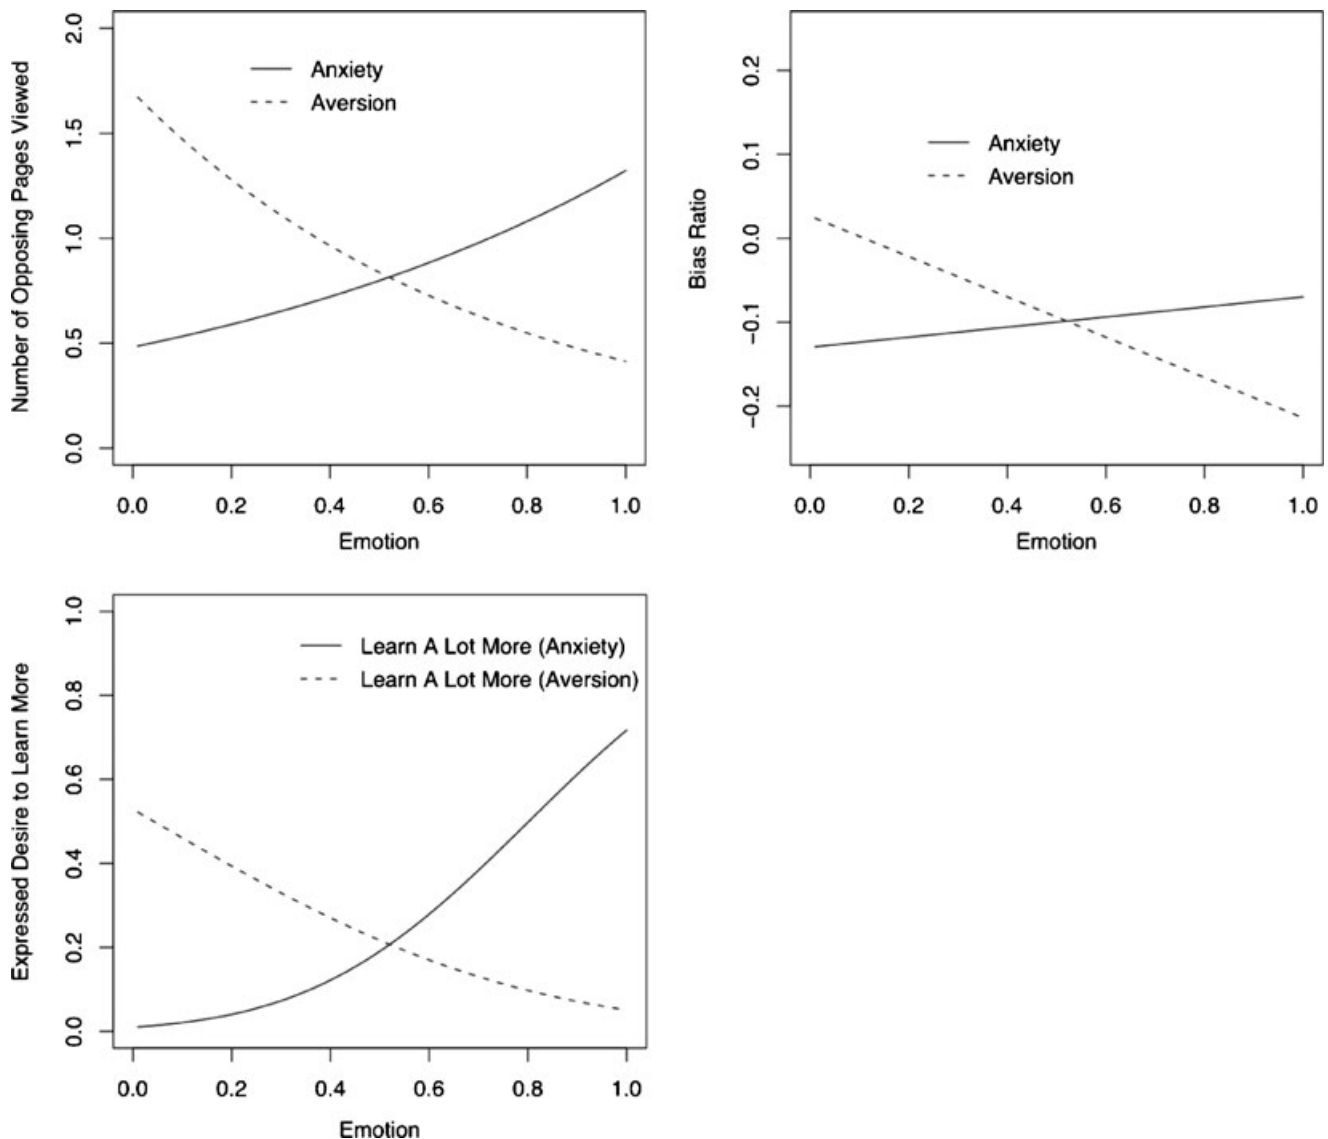 Number of Opposing Pages Viewed
2.0
1.5
1.0
0.5
0.0
Anxiety
Aversion
0.0 0.2 0.4 0.6 0.8 1.0
Emotion
Bias Ratio
0.2
0.1
0.0
−0.1
−0.2
Anxiety
Aversion
0.0 0.2 0.4 0.6 0.8 1.0
Emotion
Expressed Desire to Learn More
1.0
0.8
0.6
0.4
0.2
0.0
Learn A Lot More (Anxiety)
Learn A Lot More (Aversion)
0.0 0.2 0.4 0.6 0.8 1.0
Emotion